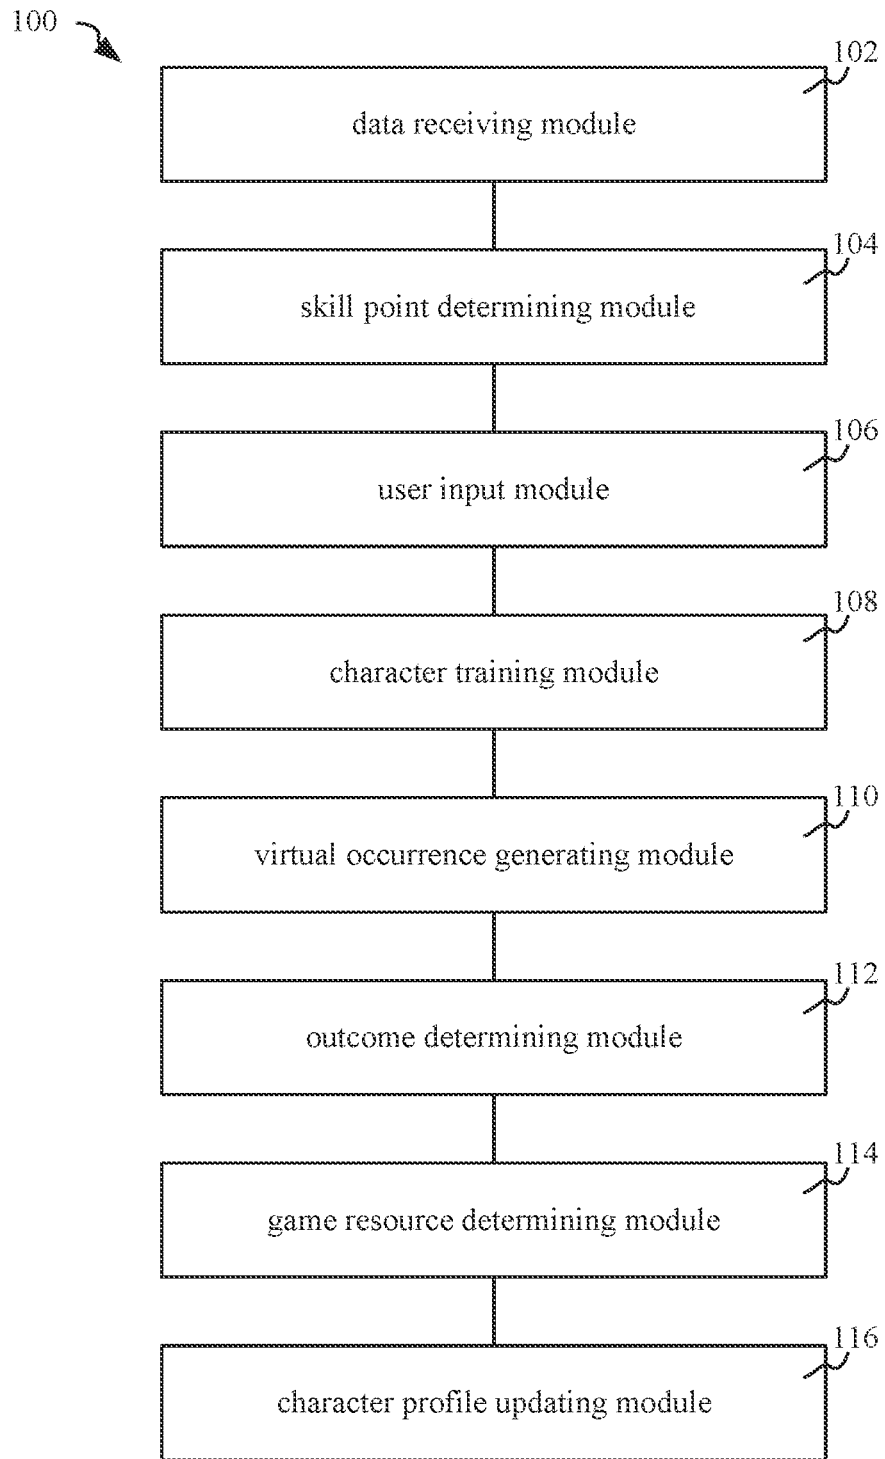 100
102
data receiving module
104
skill point determining module
106
user input module
108
character training module
110
virtual occurrence generating module
112
outcome determining module
114
game resource determining module
116
character profile updating module